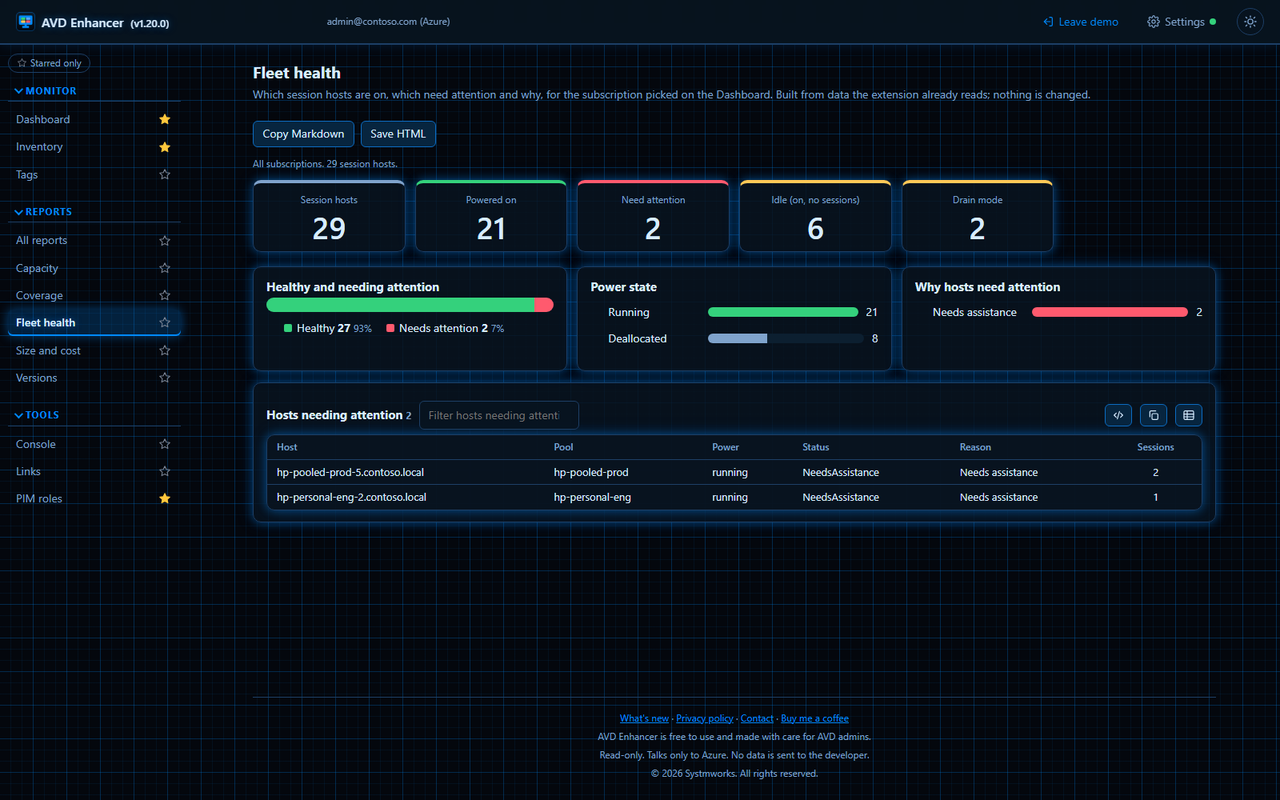 AVD Enhancer (v1.20.0)
admin@contoso.com (Azure)
Leave demo
Settings
Starred only
MONITOR
Dashboard
Inventory
Tags
REPORTS
All reports
Capacity
Coverage
Fleet health
Size and cost
Versions
TOOLS
Console
Links
PIM roles
Fleet health
Which session hosts are on, which need attention and why, for the subscription picked on the Dashboard. Built from data the extension already reads; nothing is changed.
Copy Markdown Save HTML
All subscriptions. 29 session hosts.
Session hosts
29
Powered on
21
Need attention
2
Idle (on, no sessions)
6
Drain mode
2
Healthy and needing attention
Healthy 27 93% Needs attention 2 7%
Power state
Running 21
Deallocated 8
Why hosts need attention
Needs assistance 2
Hosts needing attention 2 Filter hosts needing attenti
Host Pool Power Status Reason Sessions
hp-pooled-prod-5.contoso.local hp-pooled-prod running NeedsAssistance Needs assistance 2
hp-personal-eng-2.contoso.local hp-personal-eng running NeedsAssistance Needs assistance 1
What's new · Privacy policy · Contact · Buy me a coffee
AVD Enhancer is free to use and made with care for AVD admins.
Read-only. Talks only to Azure. No data is sent to the developer.
© 2026 Systmworks. All rights reserved.